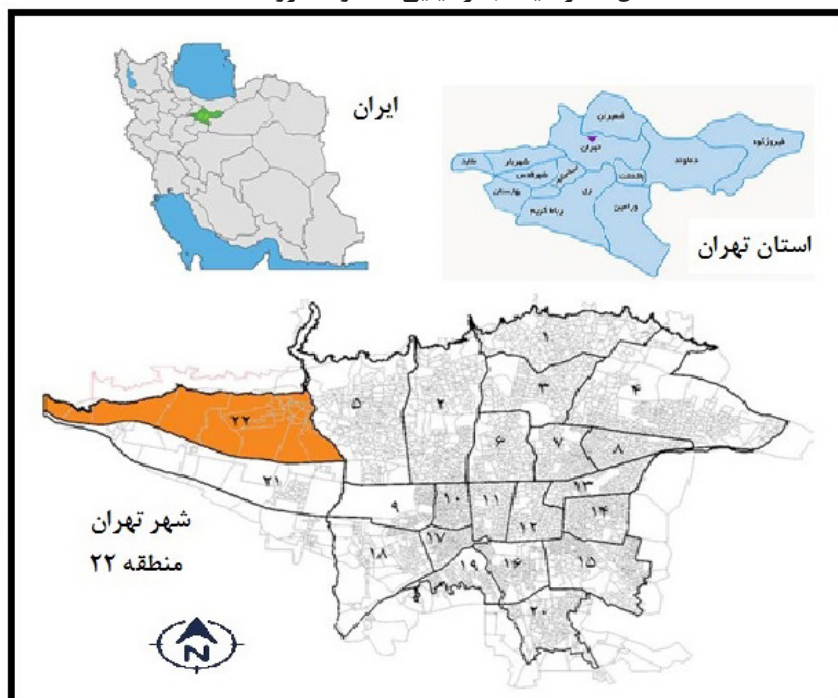 ایران
شمیران
تهران
فیروزکوه
دماوند
شهریار
شهرقدس
ری
ورامین
رباط کریم
استان تهران
۱
۲
۳
۴
۵
۶
۷
۸
۲۲
۲۱
۹
۱۰
۱۱
۱۲
۱۳
۱۴
۱۵
۱۶
۱۷
۱۸
۱۹
۲۰
شهر تهران
منطقه ۲۲
N